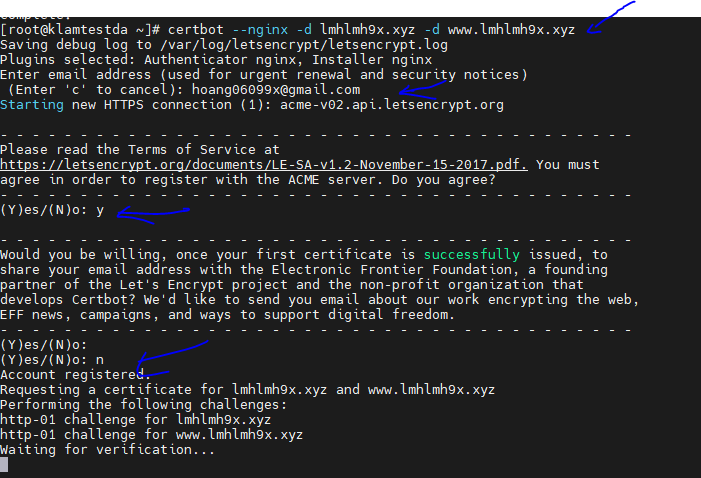 [root@klamtestda ~]# certbot --nginx -d lmhlmh9x.xyz -d www.lmhlmh9x.xyz
Saving debug log to /var/log/letsencrypt/letsencrypt.log
Plugins selected: Authenticator nginx, Installer nginx
Enter email address (used for urgent renewal and security notices)
(Enter 'c' to cancel): hoang06099x@gmail.com
Starting new HTTPS connection (1): acme-v02.api.letsencrypt.org
- - - - - - - - - - - - - - - - - - - - - - - - - - - - - - - - - - - - - - - -
Please read the Terms of Service at
https://letsencrypt.org/documents/LE-SA-v1.2-November-15-2017.pdf. You must
agree in order to register with the ACME server. Do you agree?
- - - - - - - - - - - - - - - - - - - - - - - - - - - - - - - - - - - - - - - -
(Y)es/(N)o: y
- - - - - - - - - - - - - - - - - - - - - - - - - - - - - - - - - - - - - - - -
Would you be willing, once your first certificate is successfully issued, to
share your email address with the Electronic Frontier Foundation, a founding
partner of the Let's Encrypt project and the non-profit organization that
develops Certbot? We'd like to send you email about our work encrypting the web,
EFF news, campaigns, and ways to support digital freedom.
- - - - - - - - - - - - - - - - - - - - - - - - - - - - - - - - - - - - - - - -
(Y)es/(N)o:
(Y)es/(N)o: n
Account registered.
Requesting a certificate for lmhlmh9x.xyz and www.lmhlmh9x.xyz
Performing the following challenges:
http-01 challenge for lmhlmh9x.xyz
http-01 challenge for www.lmhlmh9x.xyz
Waiting for verification...